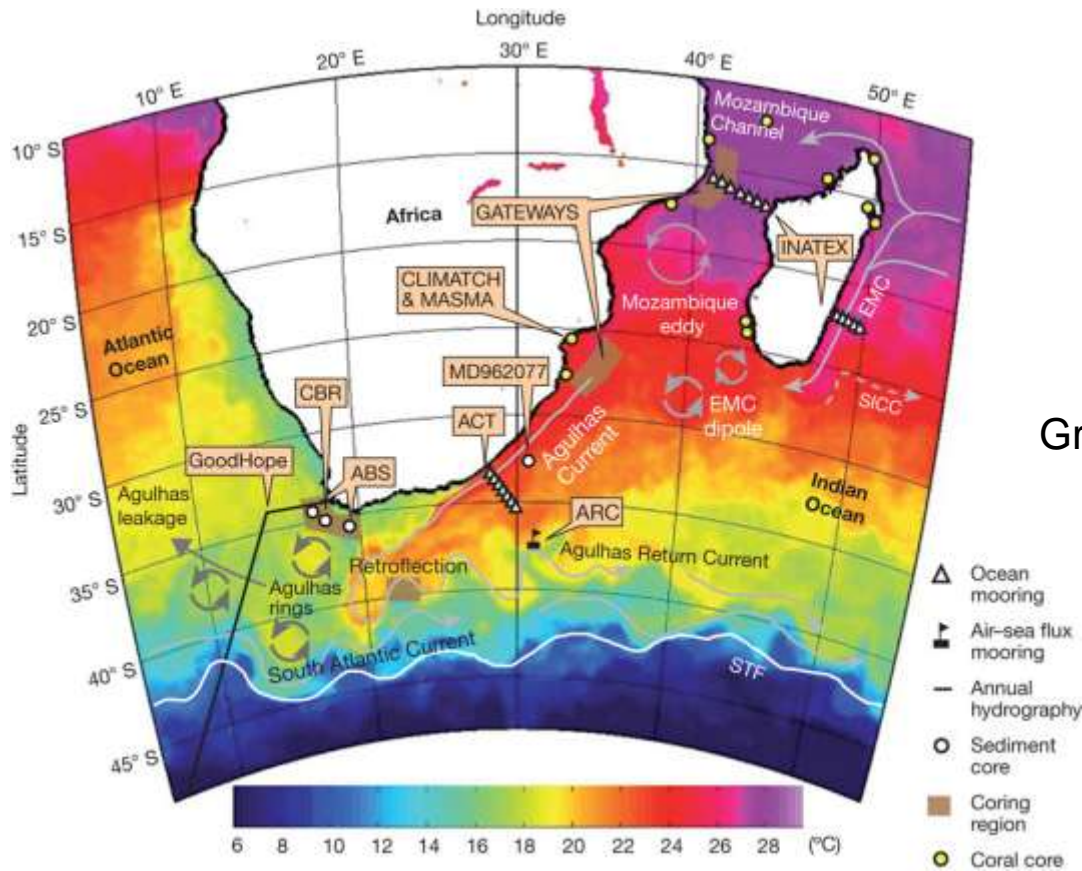 Longitude
10° E
20° E
30° E
40° E
50° E
Latitude
10° S
15° S
20° S
25° S
30° S
35° S
40° S
45° S
Mozambique
Channel
Africa
GATEWAYS
INATEX
CLIMATCH
& MASMA
Mozambique
eddy
EMC
Atlantic
Ocean
MD962077
CBR
ACT
EMC
dipole
SICC
Agulhas
Current
GoodHope
ABS
Indian
Ocean
Agulhas
leakage
ARC
Retroflection
Agulhas Return Current
Agulhas
rings
South Atlantic Current
STF
6 8 10 12 14 16 18 20 22 24 26 28 (°C)
Gr
Ocean
mooring
Air–sea flux
mooring
Annual
hydrography
Sediment
core
Coring
region
Coral core